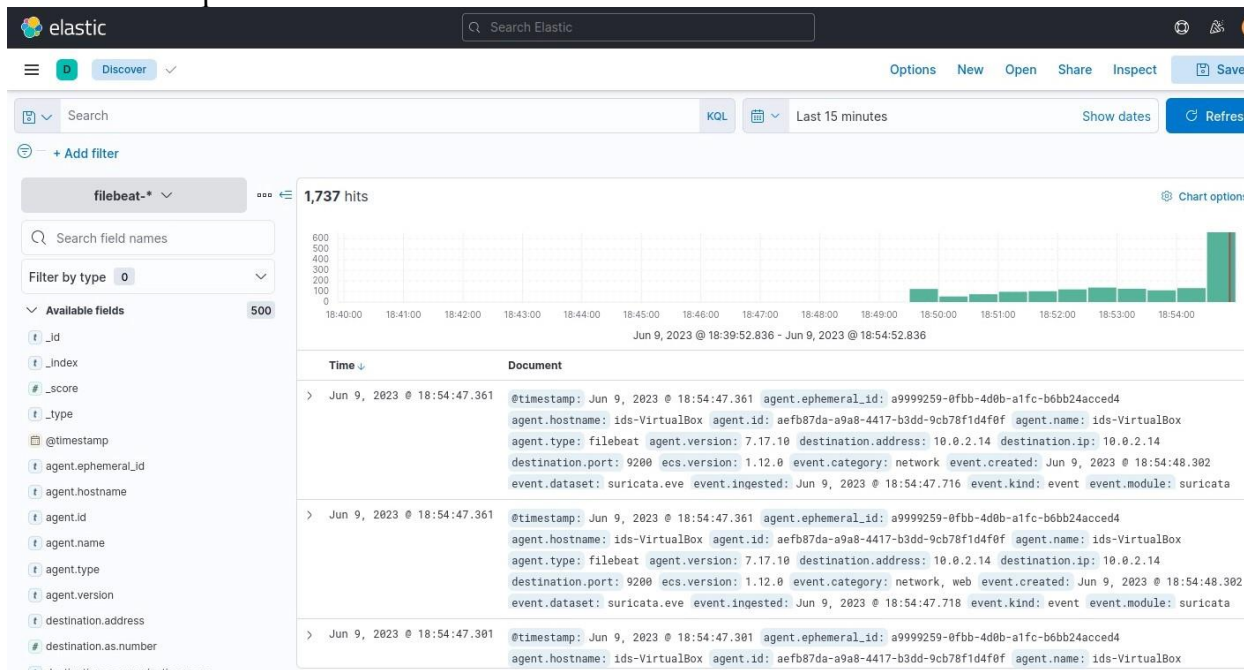 elastic
Search Elastic
D Discover
Options New Open Share Inspect Save
Search
KQL
Last 15 minutes
Show dates
Refres
+ Add filter
filebeat-*
1,737 hits
Chart options
Search field names
Filter by type 0
Available fields 500
t _id
t _index
# _score
t _type
@timestamp
t agent.ephemeral_id
t agent.hostname
t agent.id
t agent.name
t agent.type
t agent.version
t destination.address
# destination.as.number
600
500
400
300
200
100
0
18:40:00 18:41:00 18:42:00 18:43:00 18:44:00 18:45:00 18:46:00 18:47:00 18:48:00 18:49:00 18:50:00 18:51:00 18:52:00 18:53:00 18:54:00
Jun 9, 2023 @ 18:39:52.836 - Jun 9, 2023 @ 18:54:52.836
Time Document
Jun 9, 2023 @ 18:54:47.361 @timestamp: Jun 9, 2023 @ 18:54:47.361 agent.ephemeral_id: a9999259-0fbb-4d0b-a1fc-b6bb24acced4
agent.hostname: ids-VirtualBox agent.id: aefb87da-a9a8-4417-b3dd-9cb78f1d4f0f agent.name: ids-VirtualBox
agent.type: filebeat agent.version: 7.17.10 destination.address: 10.0.2.14 destination.ip: 10.0.2.14
destination.port: 9200 ecs.version: 1.12.0 event.category: network event.created: Jun 9, 2023 @ 18:54:48.302
event.dataset: suricata.eve event.ingested: Jun 9, 2023 @ 18:54:47.716 event.kind: event event.module: suricata
Jun 9, 2023 @ 18:54:47.361 @timestamp: Jun 9, 2023 @ 18:54:47.361 agent.ephemeral_id: a9999259-0fbb-4d0b-a1fc-b6bb24acced4
agent.hostname: ids-VirtualBox agent.id: aefb87da-a9a8-4417-b3dd-9cb78f1d4f0f agent.name: ids-VirtualBox
agent.type: filebeat agent.version: 7.17.10 destination.address: 10.0.2.14 destination.ip: 10.0.2.14
destination.port: 9200 ecs.version: 1.12.0 event.category: network, web event.created: Jun 9, 2023 @ 18:54:48.302
event.dataset: suricata.eve event.ingested: Jun 9, 2023 @ 18:54:47.718 event.kind: event event.module: suricata
Jun 9, 2023 @ 18:54:47.301 @timestamp: Jun 9, 2023 @ 18:54:47.301 agent.ephemeral_id: a9999259-0fbb-4d0b-a1fc-b6bb24acced4
agent.hostname: ids-VirtualBox agent.id: aefb87da-a9a8-4417-b3dd-9cb78f1d4f0f agent.name: ids-VirtualBox